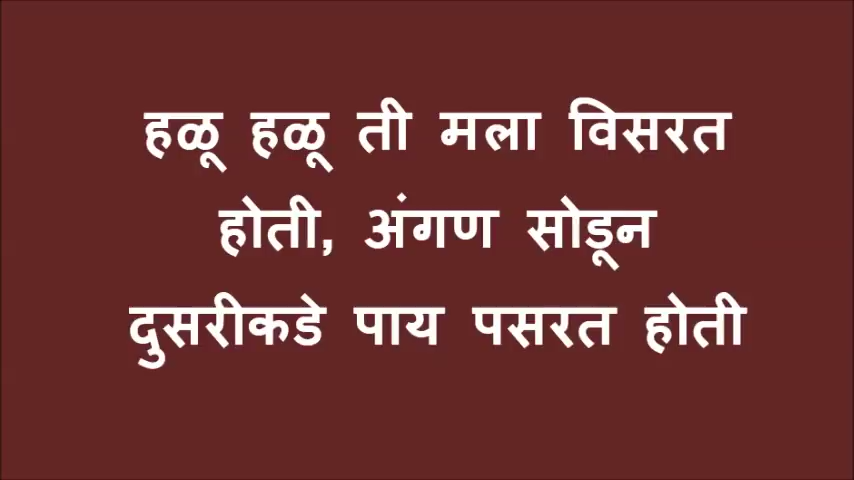 हळू हळू ती मला विसरत
होती, अंगण सोडून
दुसरीकडे पाय पसरत होती